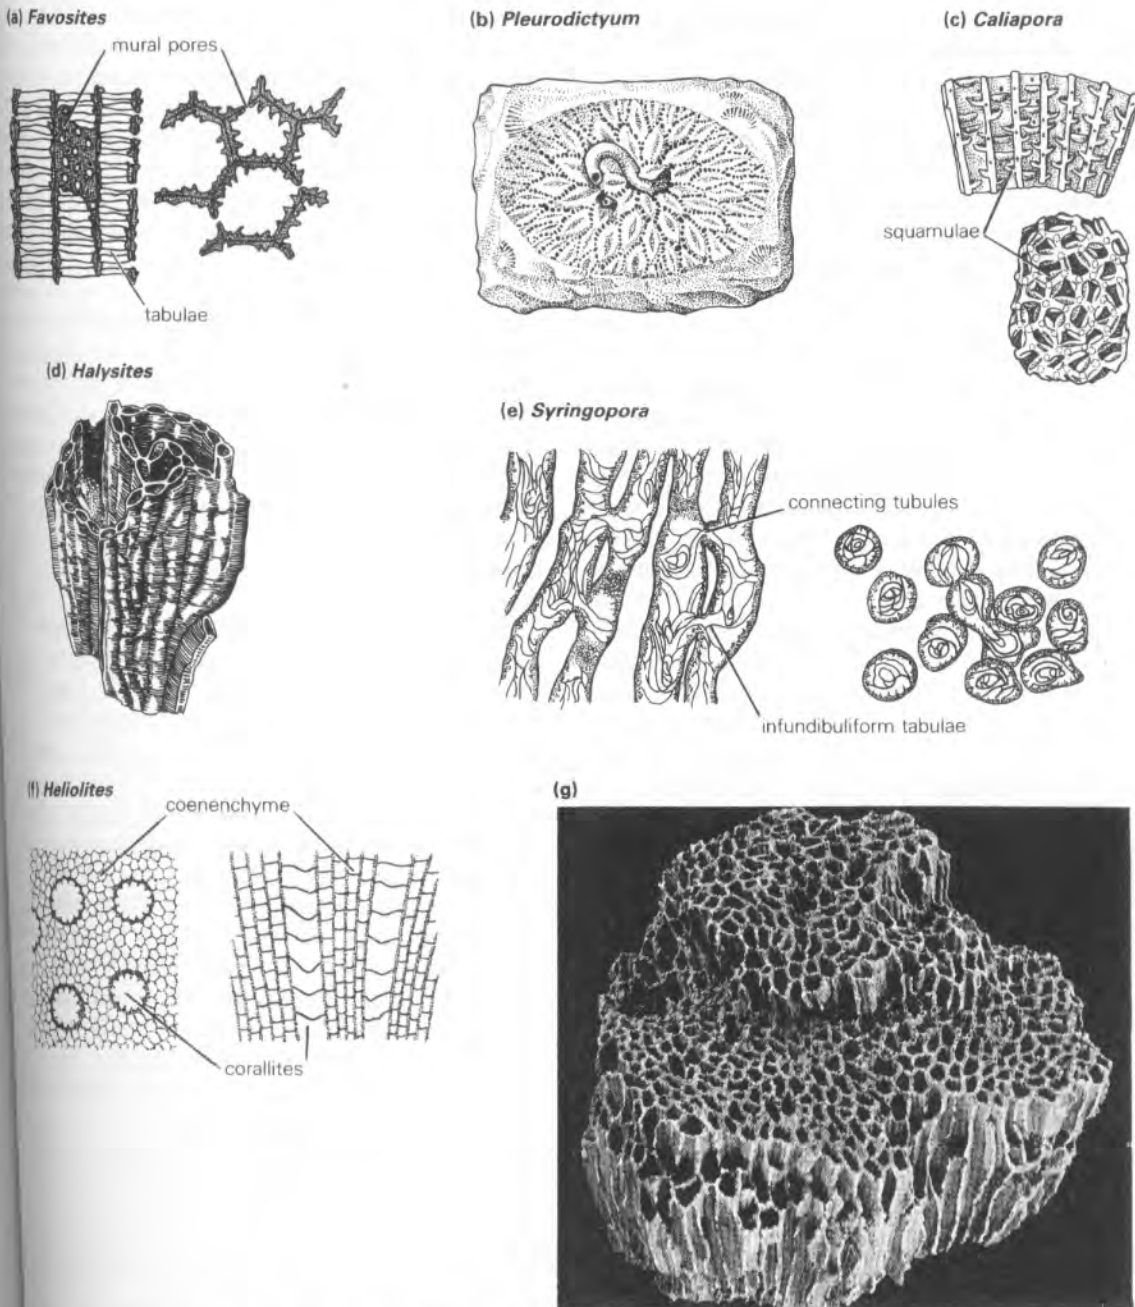 (a) Favosites
mural pores
tabulae
(b) Pleurodictyum
(c) Caliapora
squamulae
(d) Halysites
(e) Syringopora
connecting tubules
infundibuliform tabulae
(f) Heliolites
coenenchyme
corallites
(g)